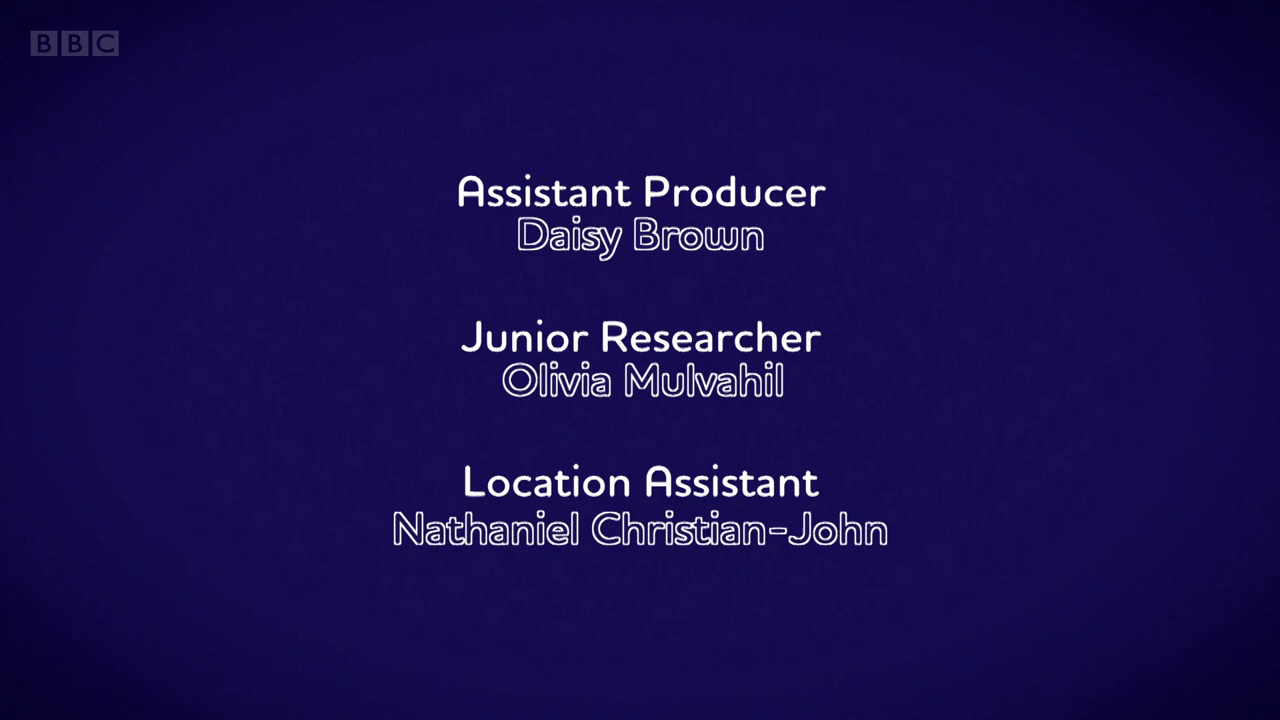 BBC
Assistant Producer
Daisy Brown
Junior Researcher
Olivia Mulvahil
Location Assistant
Nathaniel Christian-John